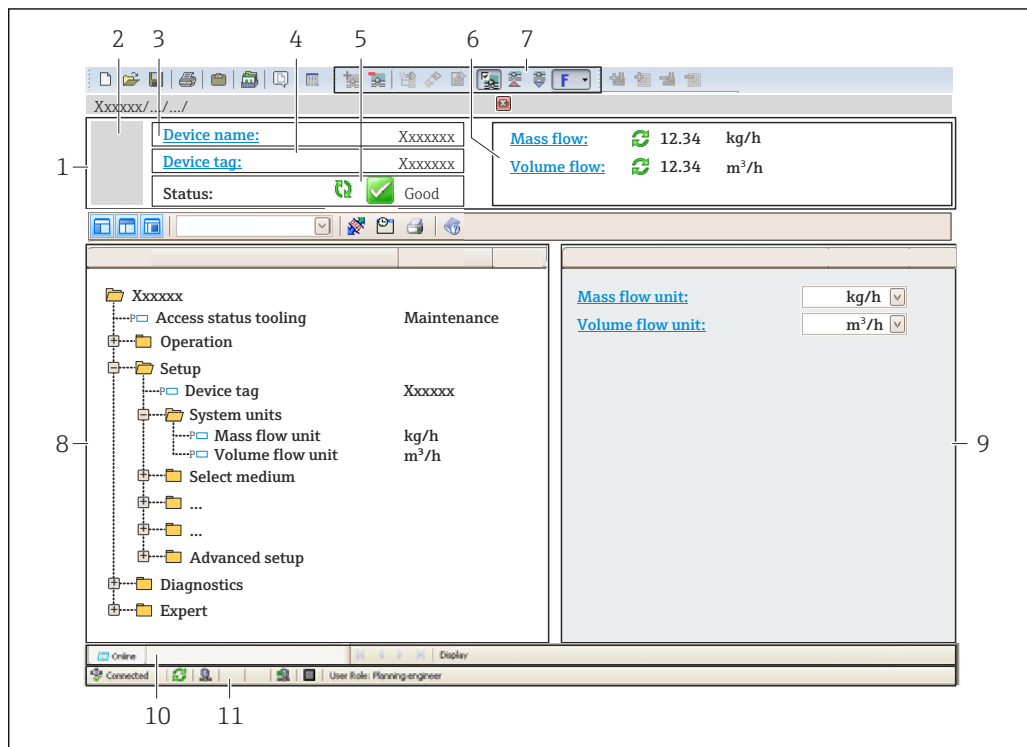 2 3 4 5 6 7
F
Xxxxxx/.../.../
1
Device name: Xxxxxxx
Device tag: Xxxxxxx
Status: Good
Mass flow: 12.34 kg/h
Volume flow: 12.34 m³/h
Xxxxxx
P Access status tooling Maintenance
Operation
Setup
P Device tag Xxxxxx
System units
P Mass flow unit kg/h
P Volume flow unit m³/h
Select medium
...
...
Advanced setup
Diagnostics
Expert
8
Mass flow unit: kg/h
Volume flow unit: m³/h
9
Online Display
Connected User Role: Planning engineer
10 11